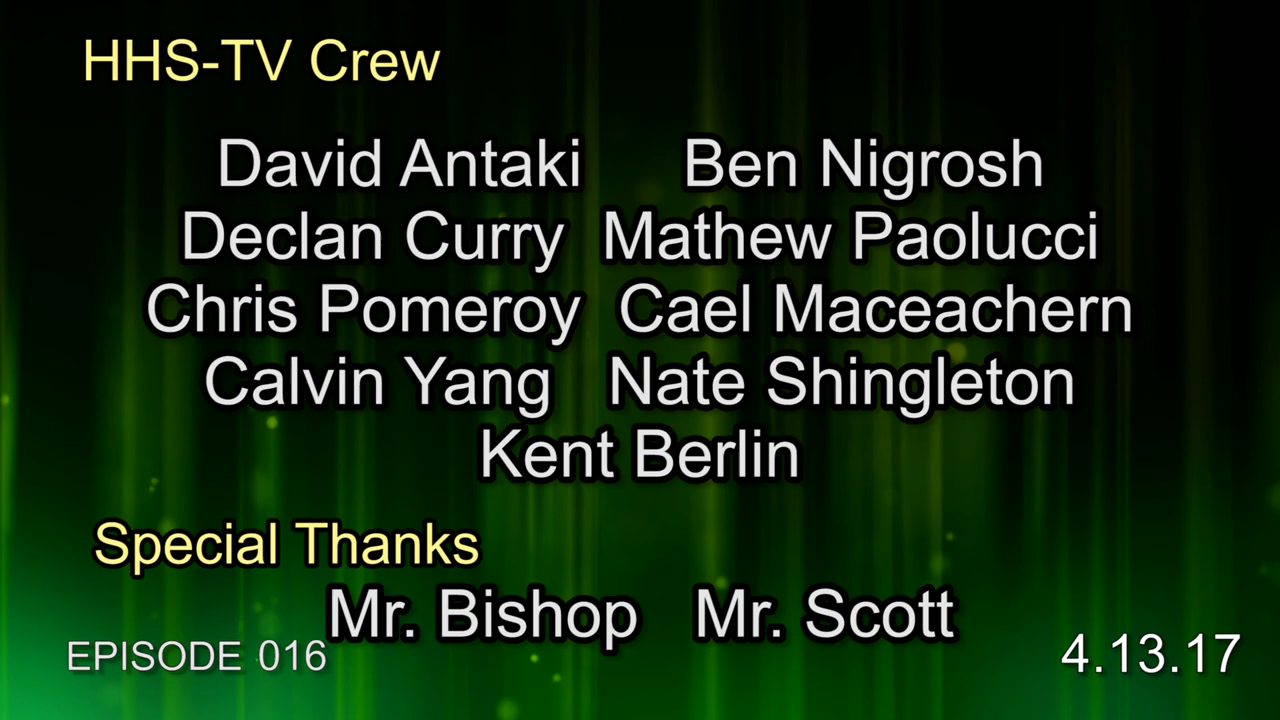 HHS-TV Crew
David Antaki Ben Nigrosh
Declan Curry Mathew Paolucci
Chris Pomeroy Cael Maceachern
Calvin Yang Nate Shingleton
Kent Berlin
Special Thanks
Mr. Bishop Mr. Scott
EPISODE 016 4.13.17